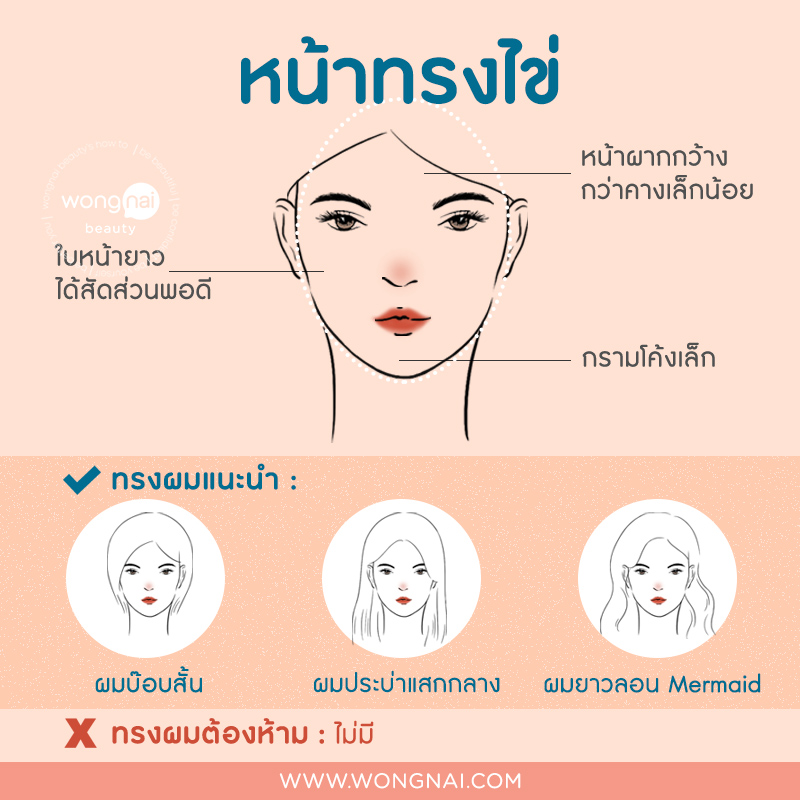 หน้าทรงไข่
หน้าผากกว้าง
กว่าคางเล็กน้อย
wongnai
beauty
ใบหน้ายาว
ได้สัดส่วนพอดี
กรามโค้งเล็ก
ทรงผมแนะนำ :
ผมบ๊อบสั้น
ผมประบ่าแสกกลาง
ผมยาวลอน Mermaid
X ทรงผมต้องห้าม : ไม่มี
WWW.WONGNAI.COM